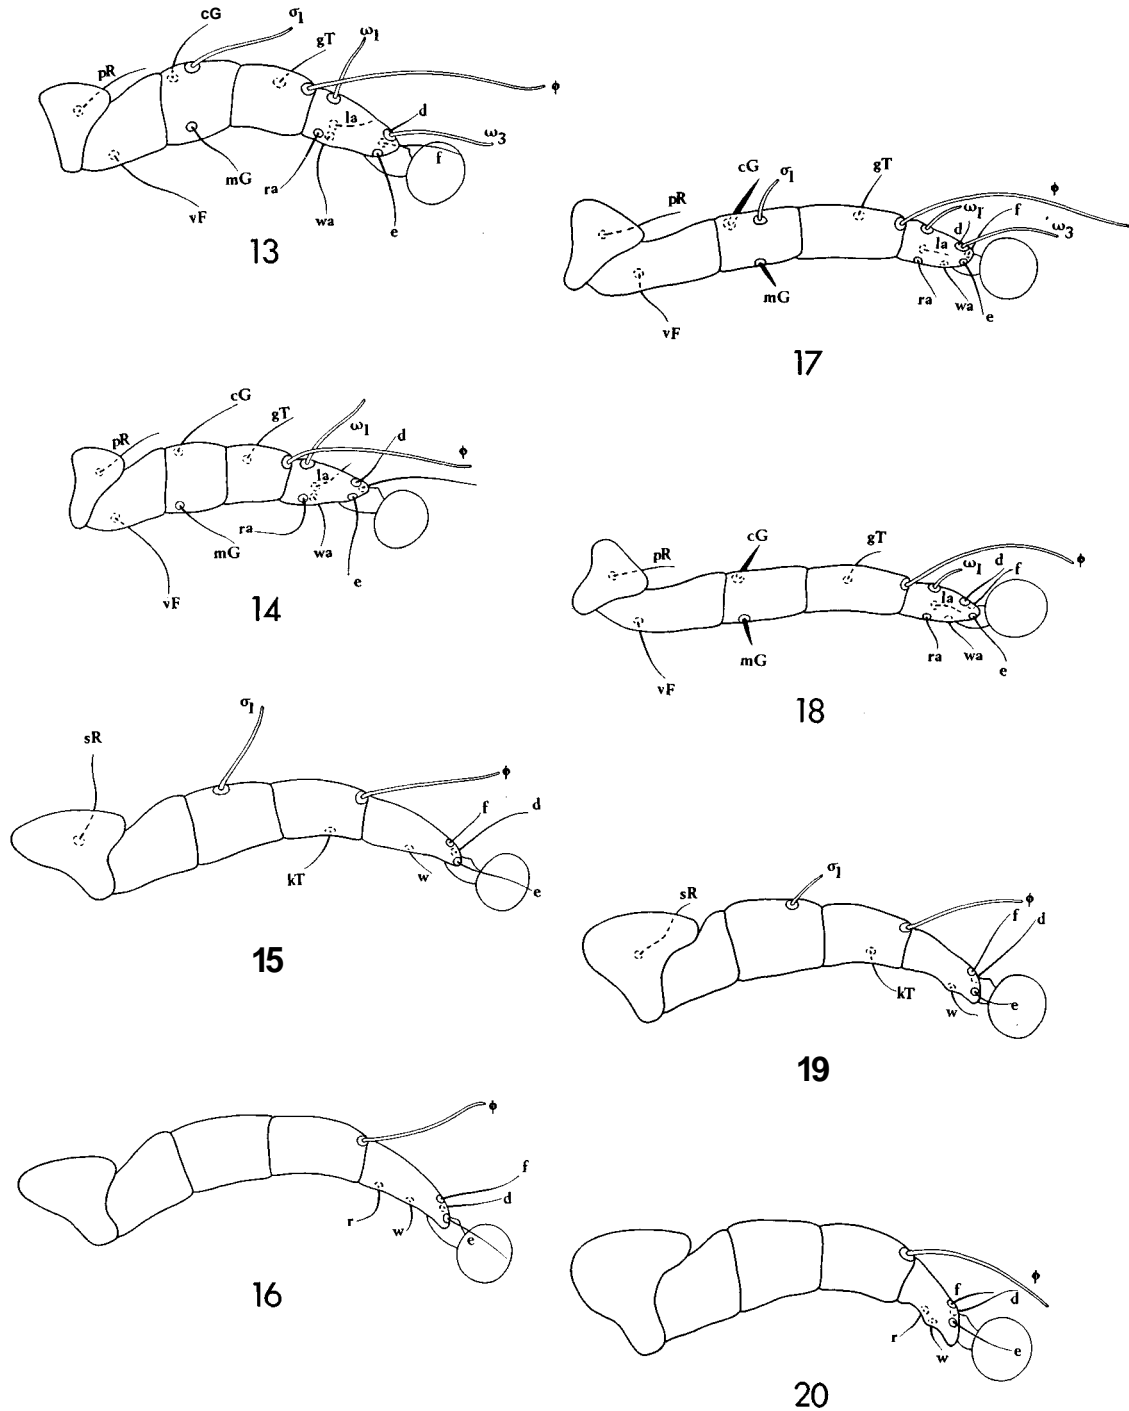 cG σ1 gT ω1 ϕ
pR la d ω3 f
vF mG ra wa e
13
cG σ1 gT ϕ
pR ω1 d f ω3 la
vF mG ra wa e
17
cG gT ω1 d ϕ
pR la
vF mG ra wa e
14
cG gT ϕ
pR ω1 d f la
vF mG ra wa e
18
σ1
sR ϕ
f d
kT w e
15
σ1
sR ϕ
f d
kT w e
19
ϕ
f d
r w e
16
ϕ
f d
r w e
20